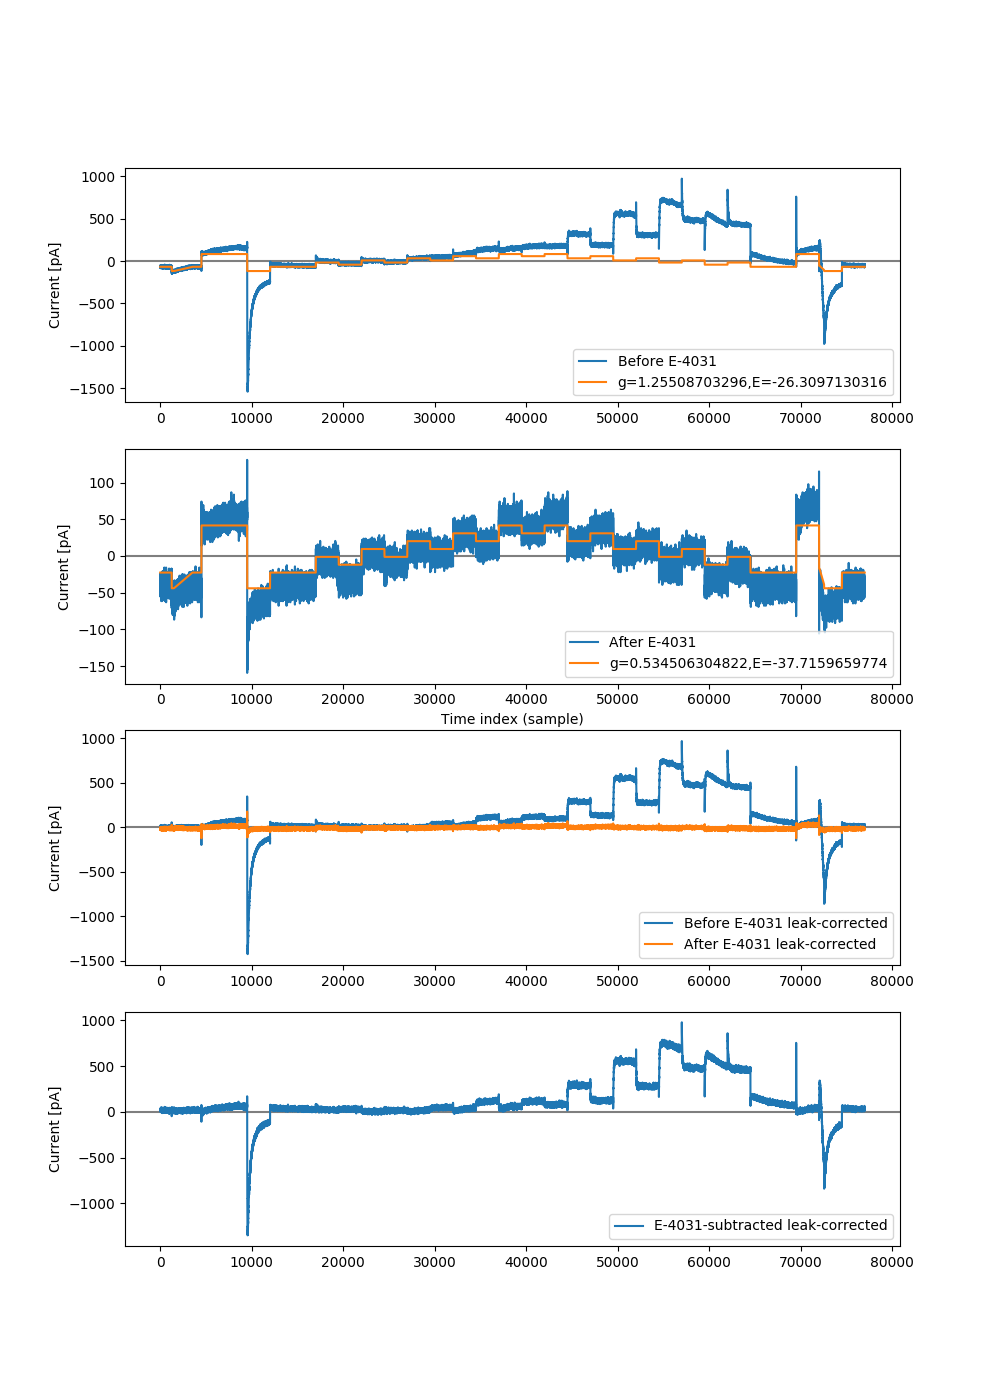 1000
500
0
−500
−1000
−1500
Current [pA]
Before E-4031
g=1.25508703296,E=-26.3097130316
0 10000 20000 30000 40000 50000 60000 70000 80000
100
50
0
−50
−100
−150
Current [pA]
After E-4031
g=0.534506304822,E=-37.7159659774
0 10000 20000 30000 40000 50000 60000 70000 80000
Time index (sample)
1000
500
0
−500
−1000
−1500
Current [pA]
Before E-4031 leak-corrected
After E-4031 leak-corrected
0 10000 20000 30000 40000 50000 60000 70000 80000
1000
500
0
−500
−1000
Current [pA]
E-4031-subtracted leak-corrected
0 10000 20000 30000 40000 50000 60000 70000 80000